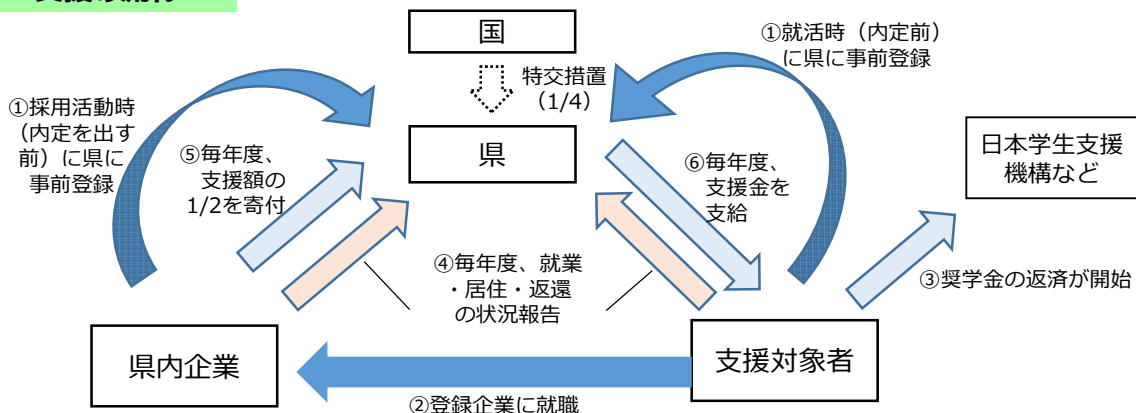 国
特交措置
（1/4）
県
①就活時（内定前）
に県に事前登録
①採用活動時
（内定を出す
前）に県に
事前登録
⑤毎年度、
支援額の
1/2を寄付
⑥毎年度、
支援金を
支給
日本学生支援
機構など
④毎年度、就業
・居住・返還
の状況報告
③奨学金の返済が開始
県内企業
支援対象者
②登録企業に就職